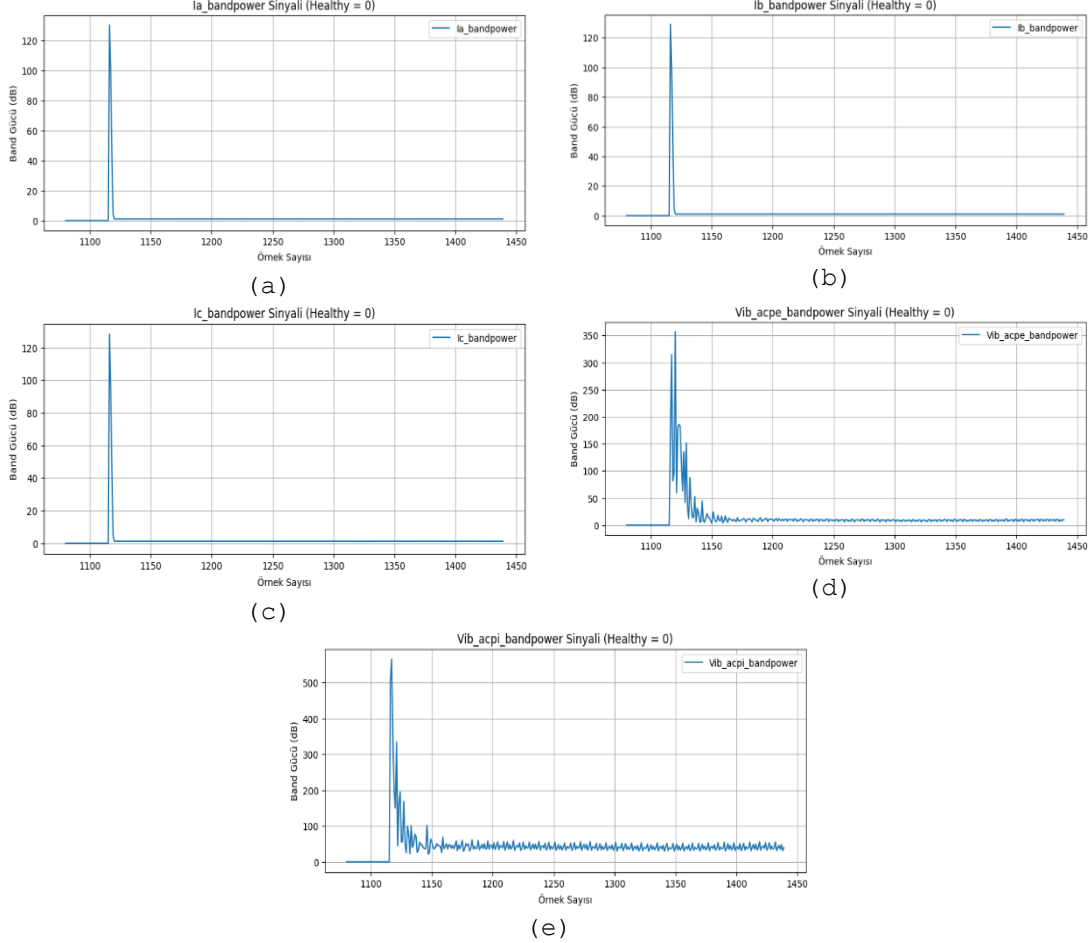 Ia_bandpower Sinyali (Healthy = 0)
Ia_bandpower
Band Gücü (dB)
120
100
80
60
40
20
0
1100 1150 1200 1250 1300 1350 1400 1450
Örnek Sayısı
(a)
Ib_bandpower Sinyali (Healthy = 0)
Ib_bandpower
Band Gücü (dB)
120
100
80
60
40
20
0
1100 1150 1200 1250 1300 1350 1400 1450
Örnek Sayısı
(b)
Ic_bandpower Sinyali (Healthy = 0)
Ic_bandpower
Band Gücü (dB)
120
100
80
60
40
20
0
1100 1150 1200 1250 1300 1350 1400 1450
Örnek Sayısı
(c)
Vib_acpe_bandpower Sinyali (Healthy = 0)
Vib_acpe_bandpower
Band Gücü (dB)
350
300
250
200
150
100
50
0
1100 1150 1200 1250 1300 1350 1400 1450
Örnek Sayısı
(d)
Vib_acpi_bandpower Sinyali (Healthy = 0)
Vib_acpi_bandpower
Band Gücü (dB)
500
400
300
200
100
0
1100 1150 1200 1250 1300 1350 1400 1450
Örnek Sayısı
(e)